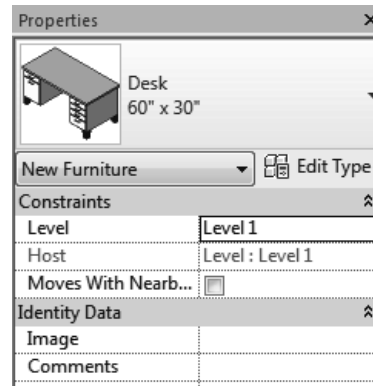 Properties
Desk
60" x 30"
New Furniture
Edit Type
Constraints
Level Level 1
Host Level : Level 1
Moves With Nearb...
Identity Data
Image
Comments